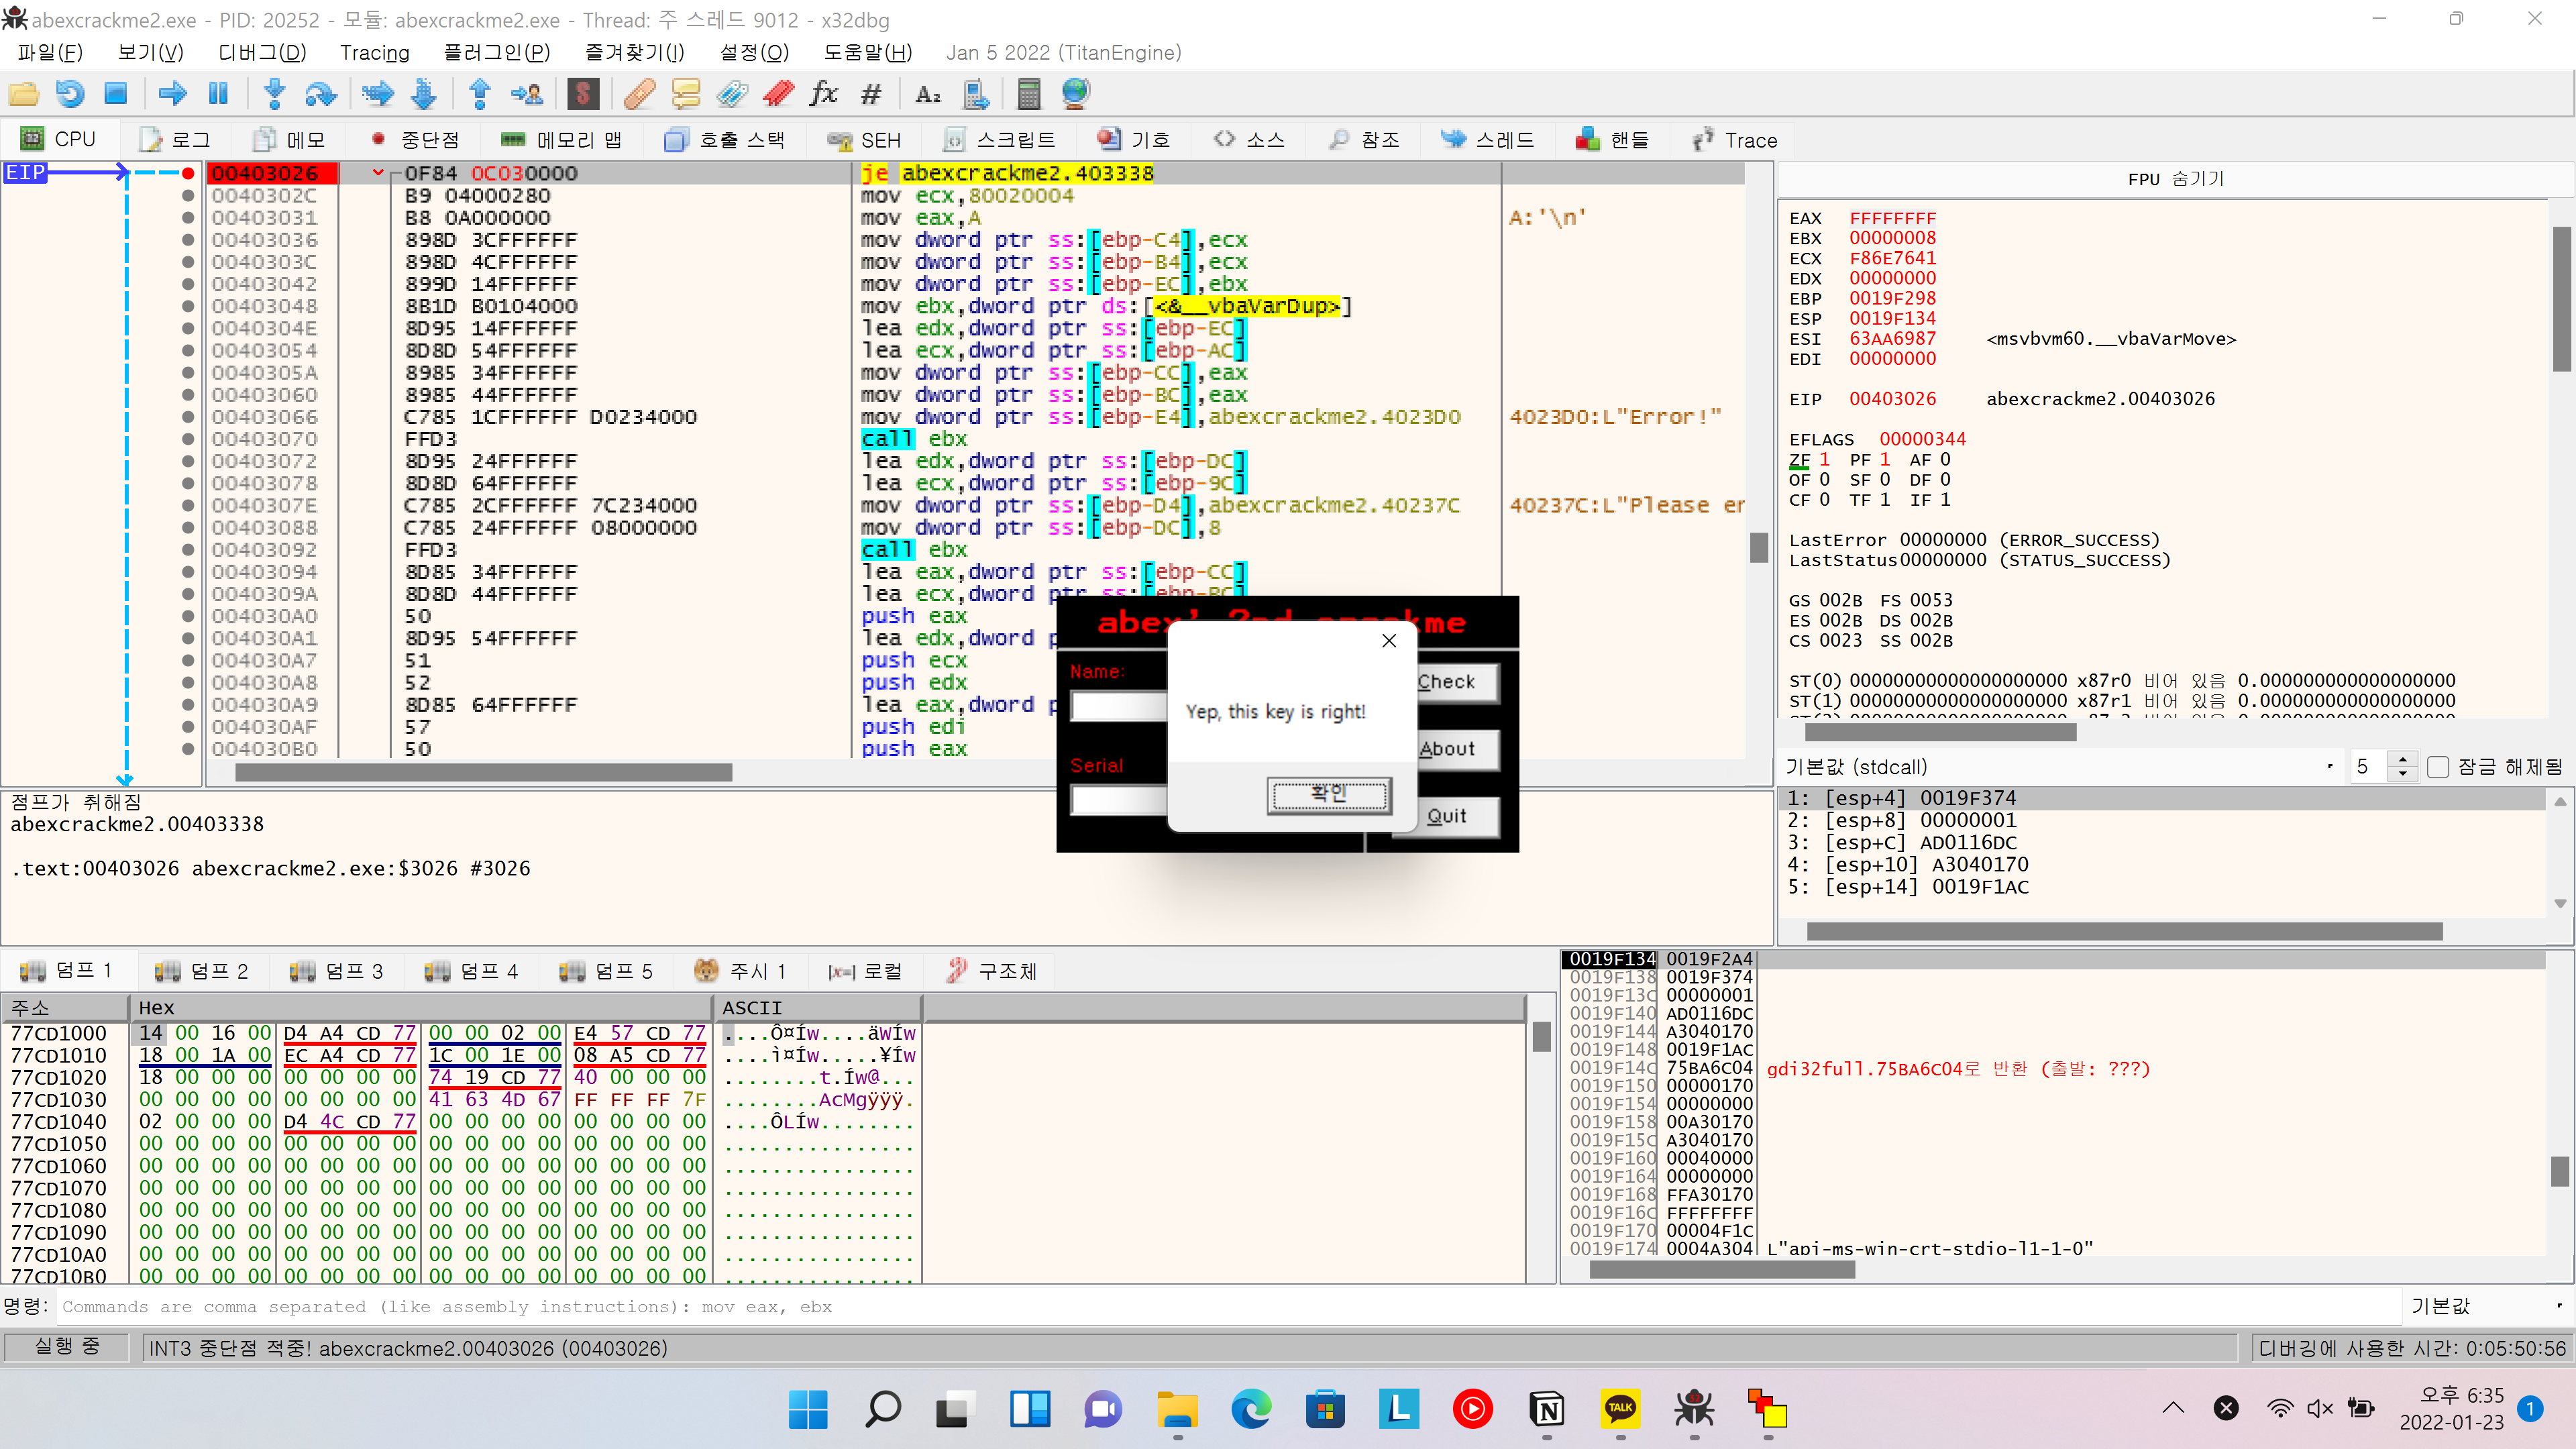 abexcrackme2.exe - PID: 20252 - 모듈: abexcrackme2.exe - Thread: 주 스레드 9012 - x32dbg
파일(F) 보기(V) 디버그(D) Tracing 플러그인(P) 즐겨찾기(I) 설정(O) 도움말(H) Jan 5 2022 (TitanEngine)
CPU 로그 메모 중단점 메모리 맵 호출 스택 SEH 스크립트 기호 소스 참조 스레드 핸들 Trace
EIP
00403026 0F84 0C030000 je abexcrackme2.403338
0040302C B9 04000280 mov ecx,80020004
00403031 B8 0A000000 mov eax,A A:'\n'
00403036 898D 3CFFFFFF mov dword ptr ss:[ebp-C4],ecx
0040303C 898D 4CFFFFFF mov dword ptr ss:[ebp-B4],ecx
00403042 899D 14FFFFFF mov dword ptr ss:[ebp-EC],ebx
00403048 8B1D B0104000 mov ebx,dword ptr ds:[<&__vbaVarDup>]
0040304E 8D95 14FFFFFF lea edx,dword ptr ss:[ebp-EC]
00403054 8D8D 54FFFFFF lea ecx,dword ptr ss:[ebp-AC]
0040305A 8985 34FFFFFF mov dword ptr ss:[ebp-CC],eax
00403060 8985 44FFFFFF mov dword ptr ss:[ebp-BC],eax
00403066 C785 1CFFFFFF D0234000 mov dword ptr ss:[ebp-E4],abexcrackme2.4023D0 4023D0:L"Error!"
00403070 FFD3 call ebx
00403072 8D95 24FFFFFF lea edx,dword ptr ss:[ebp-DC]
00403078 8D8D 64FFFFFF lea ecx,dword ptr ss:[ebp-9C]
0040307E C785 2CFFFFFF 7C234000 mov dword ptr ss:[ebp-D4],abexcrackme2.40237C 40237C:L"Please er
00403088 C785 24FFFFFF 08000000 mov dword ptr ss:[ebp-DC],8
00403092 FFD3 call ebx
00403094 8D85 34FFFFFF lea eax,dword ptr ss:[ebp-CC]
0040309A 8D8D 44FFFFFF lea ecx,dword ptr ss:[ebp-BC]
004030A0 50 push eax
004030A1 8D95 54FFFFFF lea edx,dword p
004030A7 51 push ecx
004030A8 52 push edx
004030A9 8D85 64FFFFFF lea eax,dword p
004030AF 57 push edi
004030B0 50 push eax
FPU 숨기기
EAX FFFFFFFF
EBX 00000008
ECX F86E7641
EDX 00000000
EBP 0019F298
ESP 0019F134
ESI 63AA6987 <msvbvm60.__vbaVarMove>
EDI 00000000
EIP 00403026 abexcrackme2.00403026
EFLAGS 00000344
ZF 1 PF 1 AF 0
OF 0 SF 0 DF 0
CF 0 TF 1 IF 1
LastError 00000000 (ERROR_SUCCESS)
LastStatus00000000 (STATUS_SUCCESS)
GS 002B FS 0053
ES 002B DS 002B
CS 0023 SS 002B
ST(0) 00000000000000000000 x87r0 비어 있음 0.000000000000000000
ST(1) 00000000000000000000 x87r1 비어 있음 0.000000000000000000
abex' 2nd crackme
Name:
Serial
Check
About
Quit
Yep, this key is right!
확인
점프가 취해짐
abexcrackme2.00403338
.text:00403026 abexcrackme2.exe:$3026 #3026
기본값 (stdcall) 5 잠금 해제됨
1: [esp+4] 0019F374
2: [esp+8] 00000001
3: [esp+C] AD0116DC
4: [esp+10] A3040170
5: [esp+14] 0019F1AC
덤프 1 덤프 2 덤프 3 덤프 4 덤프 5 주시 1 [x=] 로컬 구조체
주소 Hex ASCII
77CD1000 14 00 16 00 D4 A4 CD 77 00 00 02 00 E4 57 CD 77 ....Ô¤Íw....äWÍw
77CD1010 18 00 1A 00 EC A4 CD 77 1C 00 1E 00 08 A5 CD 77 ....ì¤Íw.....¥Íw
77CD1020 18 00 00 00 00 00 00 00 74 19 CD 77 40 00 00 00 ........t.Íw@...
77CD1030 00 00 00 00 00 00 00 00 41 63 4D 67 FF FF FF 7F ........AcMgÿÿÿ.
77CD1040 02 00 00 00 D4 4C CD 77 00 00 00 00 00 00 00 00 ....ÔLÍw........
77CD1050 00 00 00 00 00 00 00 00 00 00 00 00 00 00 00 00 ................
77CD1060 00 00 00 00 00 00 00 00 00 00 00 00 00 00 00 00 ................
77CD1070 00 00 00 00 00 00 00 00 00 00 00 00 00 00 00 00 ................
77CD1080 00 00 00 00 00 00 00 00 00 00 00 00 00 00 00 00 ................
77CD1090 00 00 00 00 00 00 00 00 00 00 00 00 00 00 00 00 ................
77CD10A0 00 00 00 00 00 00 00 00 00 00 00 00 00 00 00 00 ................
77CD10B0 00 00 00 00 00 00 00 00 00 00 00 00 00 00 00 00 ................
0019F134 0019F2A4
0019F138 0019F374
0019F13C 00000001
0019F140 AD0116DC
0019F144 A3040170
0019F148 0019F1AC
0019F14C 75BA6C04 gdi32full.75BA6C04로 반환 (출발: ???)
0019F150 00000170
0019F154 00000000
0019F158 00A30170
0019F15C A3040170
0019F160 00040000
0019F164 00000000
0019F168 FFA30170
0019F16C FFFFFFFF
0019F170 00004F1C
0019F174 0004A304 L"api-ms-win-crt-stdio-l1-1-0"
명령: Commands are comma separated (like assembly instructions): mov eax, ebx 기본값
실행 중 INT3 중단점 적중! abexcrackme2.00403026 (00403026) 디버깅에 사용한 시간: 0:05:50:56
오후 6:35
2022-01-23
1